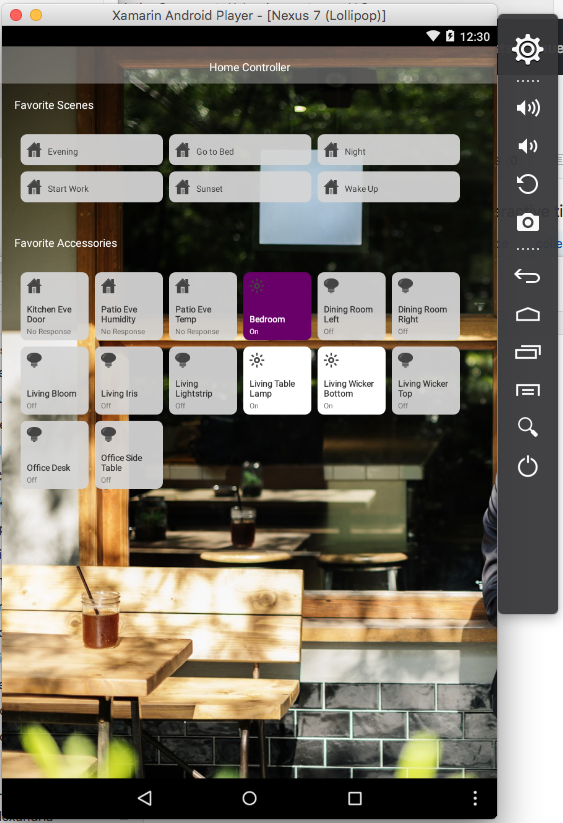 Xamarin Android Player - [Nexus 7 (Lollipop)]
12:30
Home Controller
Favorite Scenes
Evening
Go to Bed
Night
Start Work
Sunset
Wake Up
Favorite Accessories
Kitchen Eve
Door
No Response
Patio Eve
Humidity
No Response
Patio Eve
Temp
No Response
Bedroom
On
Dining Room
Left
Off
Dining Room
Right
Off
Living Bloom
Off
Living Iris
Off
Living
Lightstrip
Off
Living Table
Lamp
On
Living Wicker
Bottom
On
Living Wicker
Top
Off
Office Desk
Off
Office Side
Table
Off